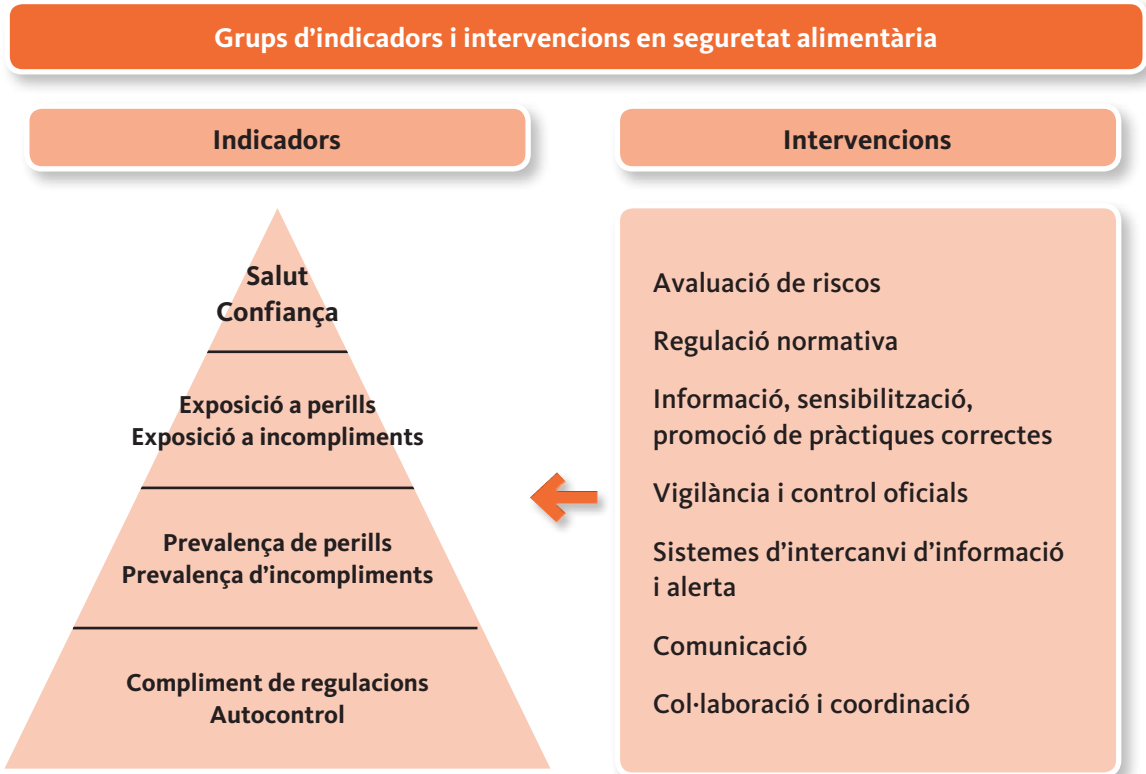 Grups d’indicadors i intervencions en seguretat alimentària
Indicadors
Salut
Confiança
Exposició a perills
Exposició a incompliments
Prevalença de perills
Prevalença d’incompliments
Compliment de regulacions
Autocontrol
Intervencions
Avaluació de riscos
Regulació normativa
Informació, sensibilització,
promoció de pràctiques correctes
Vigilància i control oficials
Sistemes d’intercanvi d’informació
i alerta
Comunicació
Col·laboració i coordinació